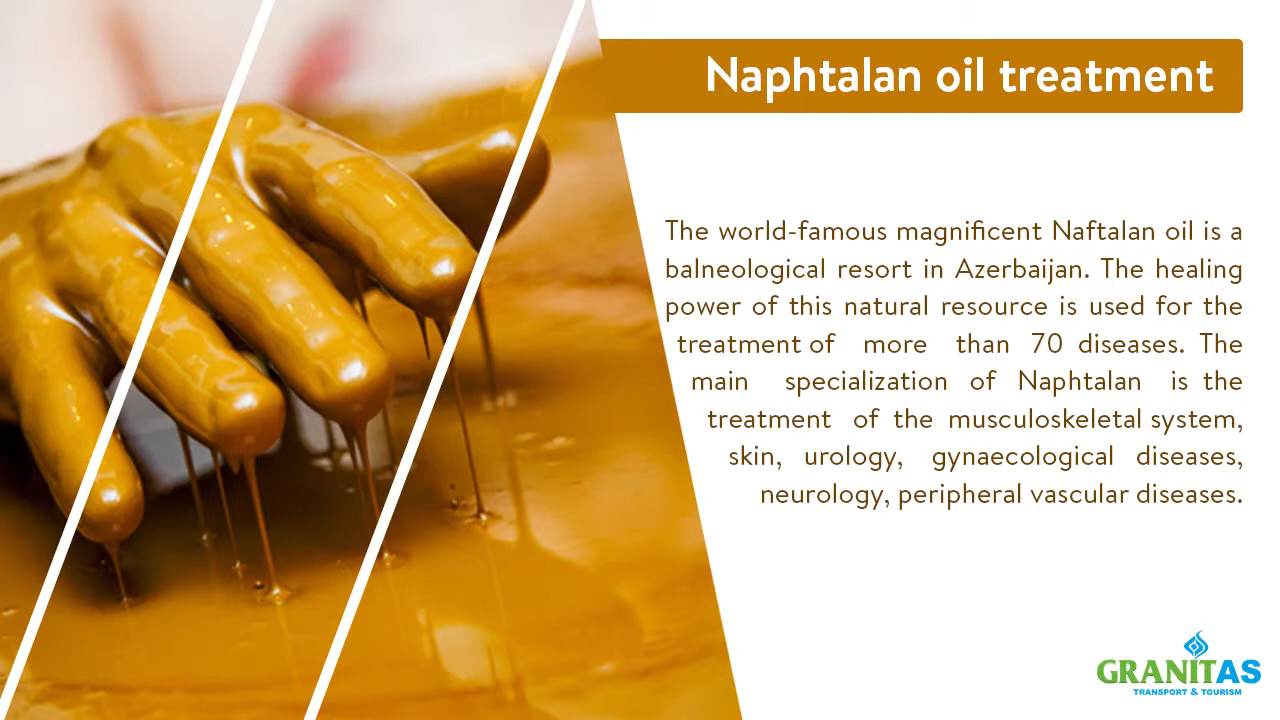 Naphtalan oil treatment
The world-famous magnificent Naftalan oil is a
balneological resort in Azerbaijan. The healing
power of this natural resource is used for the
treatment of more than 70 diseases. The
main specialization of Naphtalan is the
treatment of the musculoskeletal system,
skin, urology, gynaecological diseases,
neurology, peripheral vascular diseases.
GRANITAS
TRANSPORT & TOURISM